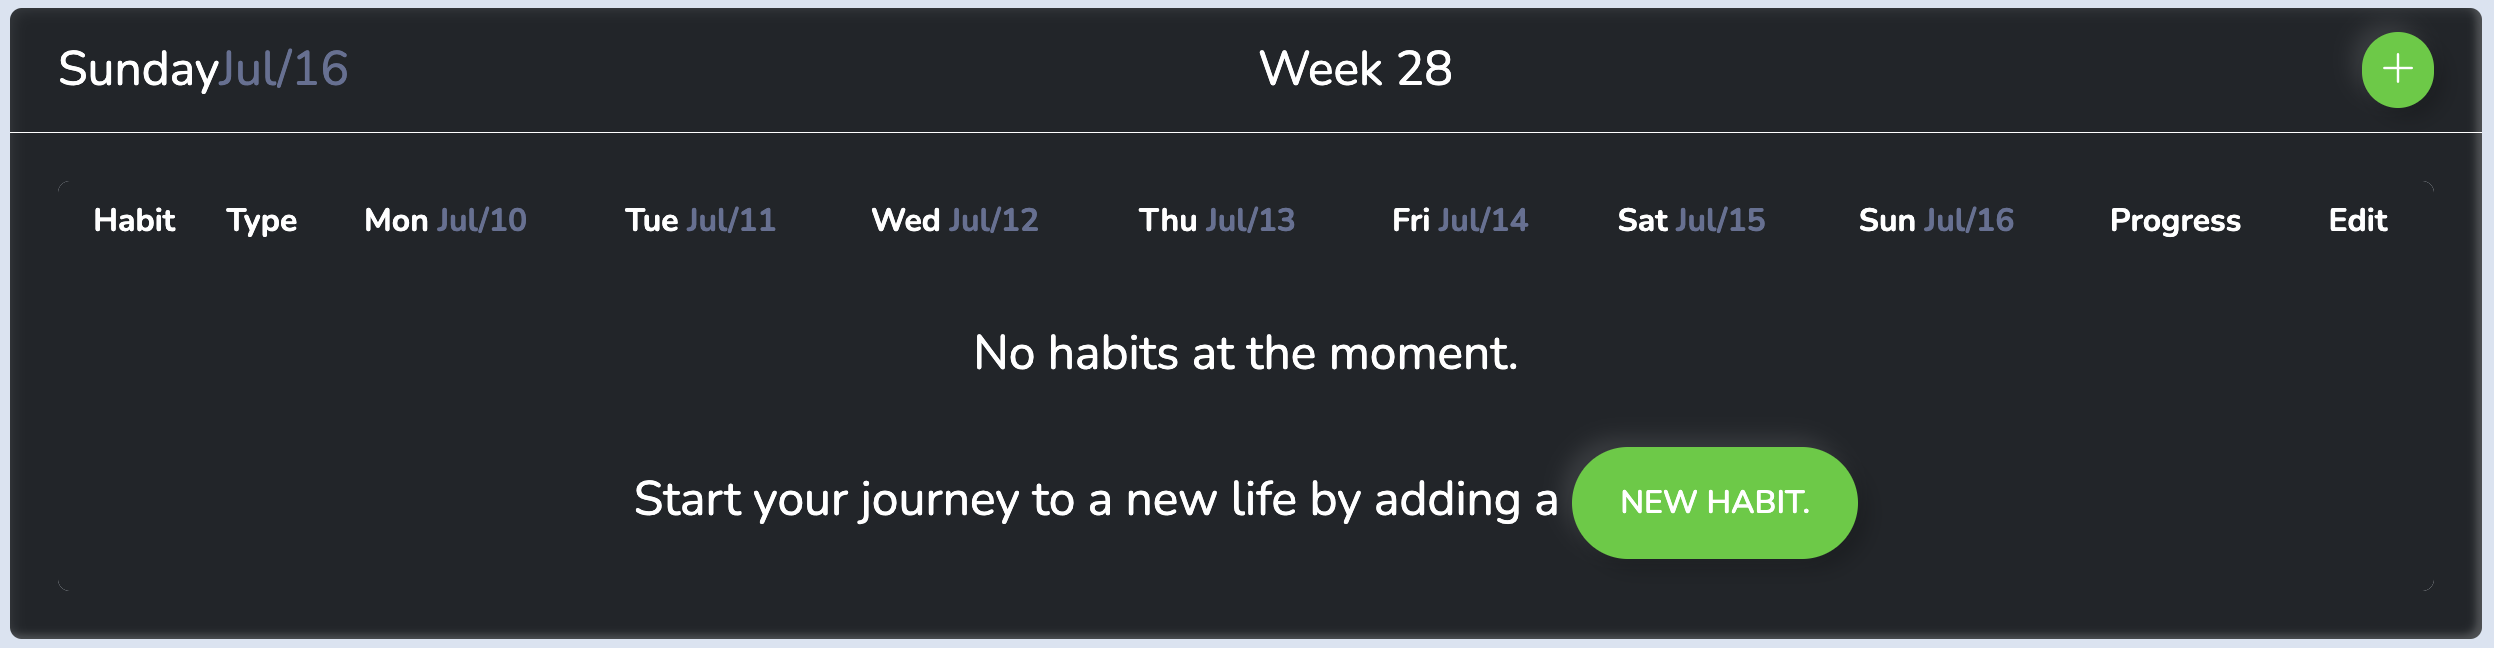 SundayJul/16 Week 28 +
Habit Type Mon Jul/10 Tue Jul/11 Wed Jul/12 Thu Jul/13 Fri Jul/14 Sat Jul/15 Sun Jul/16 Progress Edit
No habits at the moment.
Start your journey to a new life by adding a NEW HABIT.